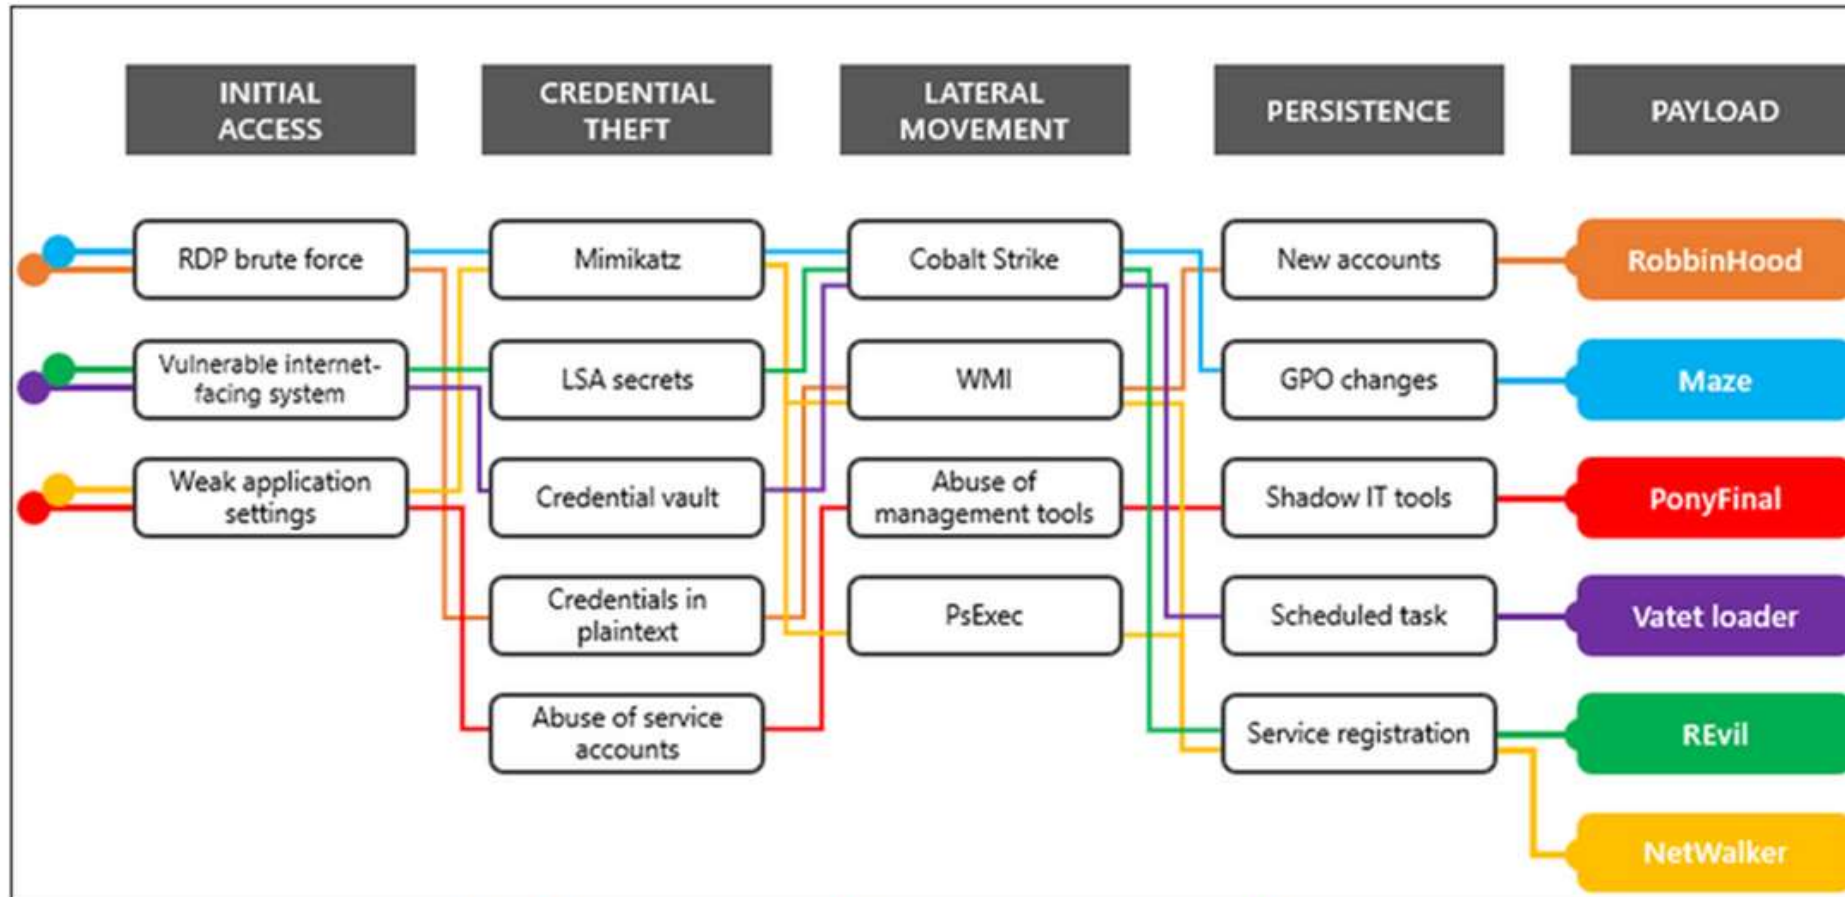 INITIAL
ACCESS
CREDENTIAL
THEFT
LATERAL
MOVEMENT
PERSISTENCE
PAYLOAD
RDP brute force
Mimikatz
Cobalt Strike
New accounts
RobbinHood
Vulnerable internet-
facing system
LSA secrets
WMI
GPO changes
Maze
Weak application
settings
Credential vault
Abuse of
management tools
Shadow IT tools
PonyFinal
Credentials in
plaintext
PsExec
Scheduled task
Vatet loader
Abuse of service
accounts
Service registration
REvil
NetWalker